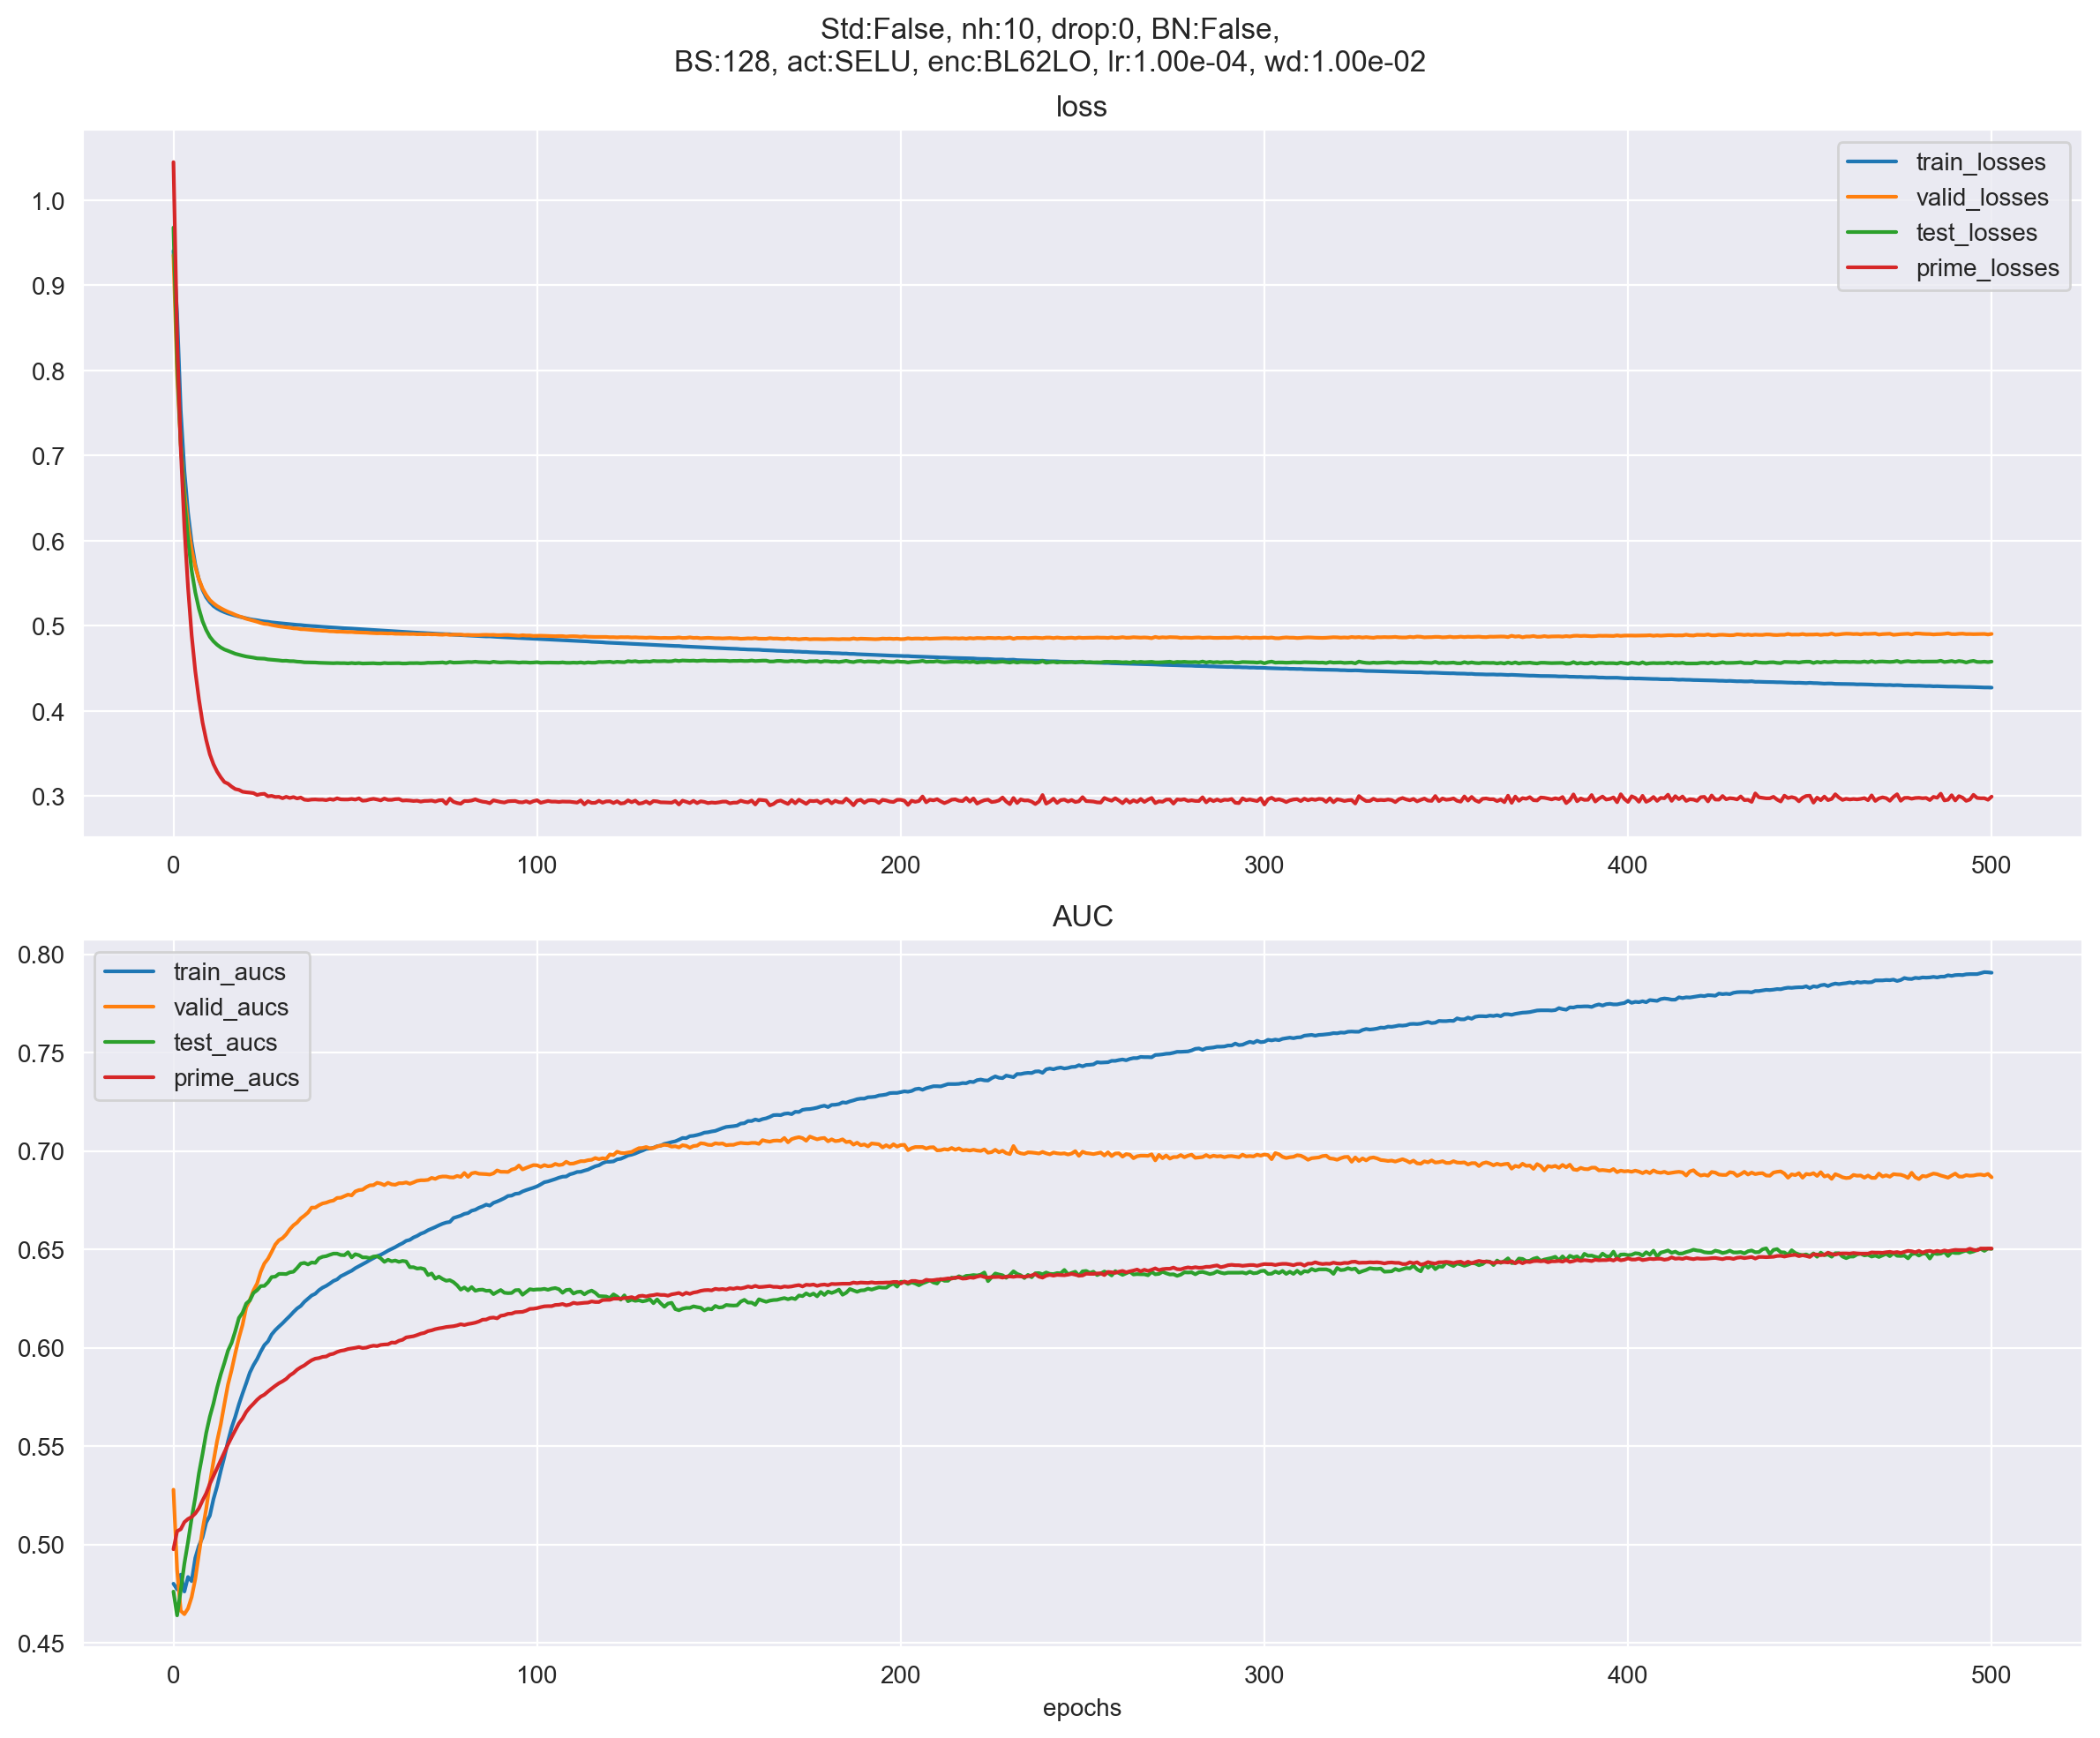 Std:False, nh:10, drop:0, BN:False,
BS:128, act:SELU, enc:BL62LO, lr:1.00e-04, wd:1.00e-02
loss
train_losses
valid_losses
test_losses
prime_losses
1.0
0.9
0.8
0.7
0.6
0.5
0.4
0.3
0 100 200 300 400 500
AUC
train_aucs
valid_aucs
test_aucs
prime_aucs
0.80
0.75
0.70
0.65
0.60
0.55
0.50
0.45
0 100 200 300 400 500
epochs